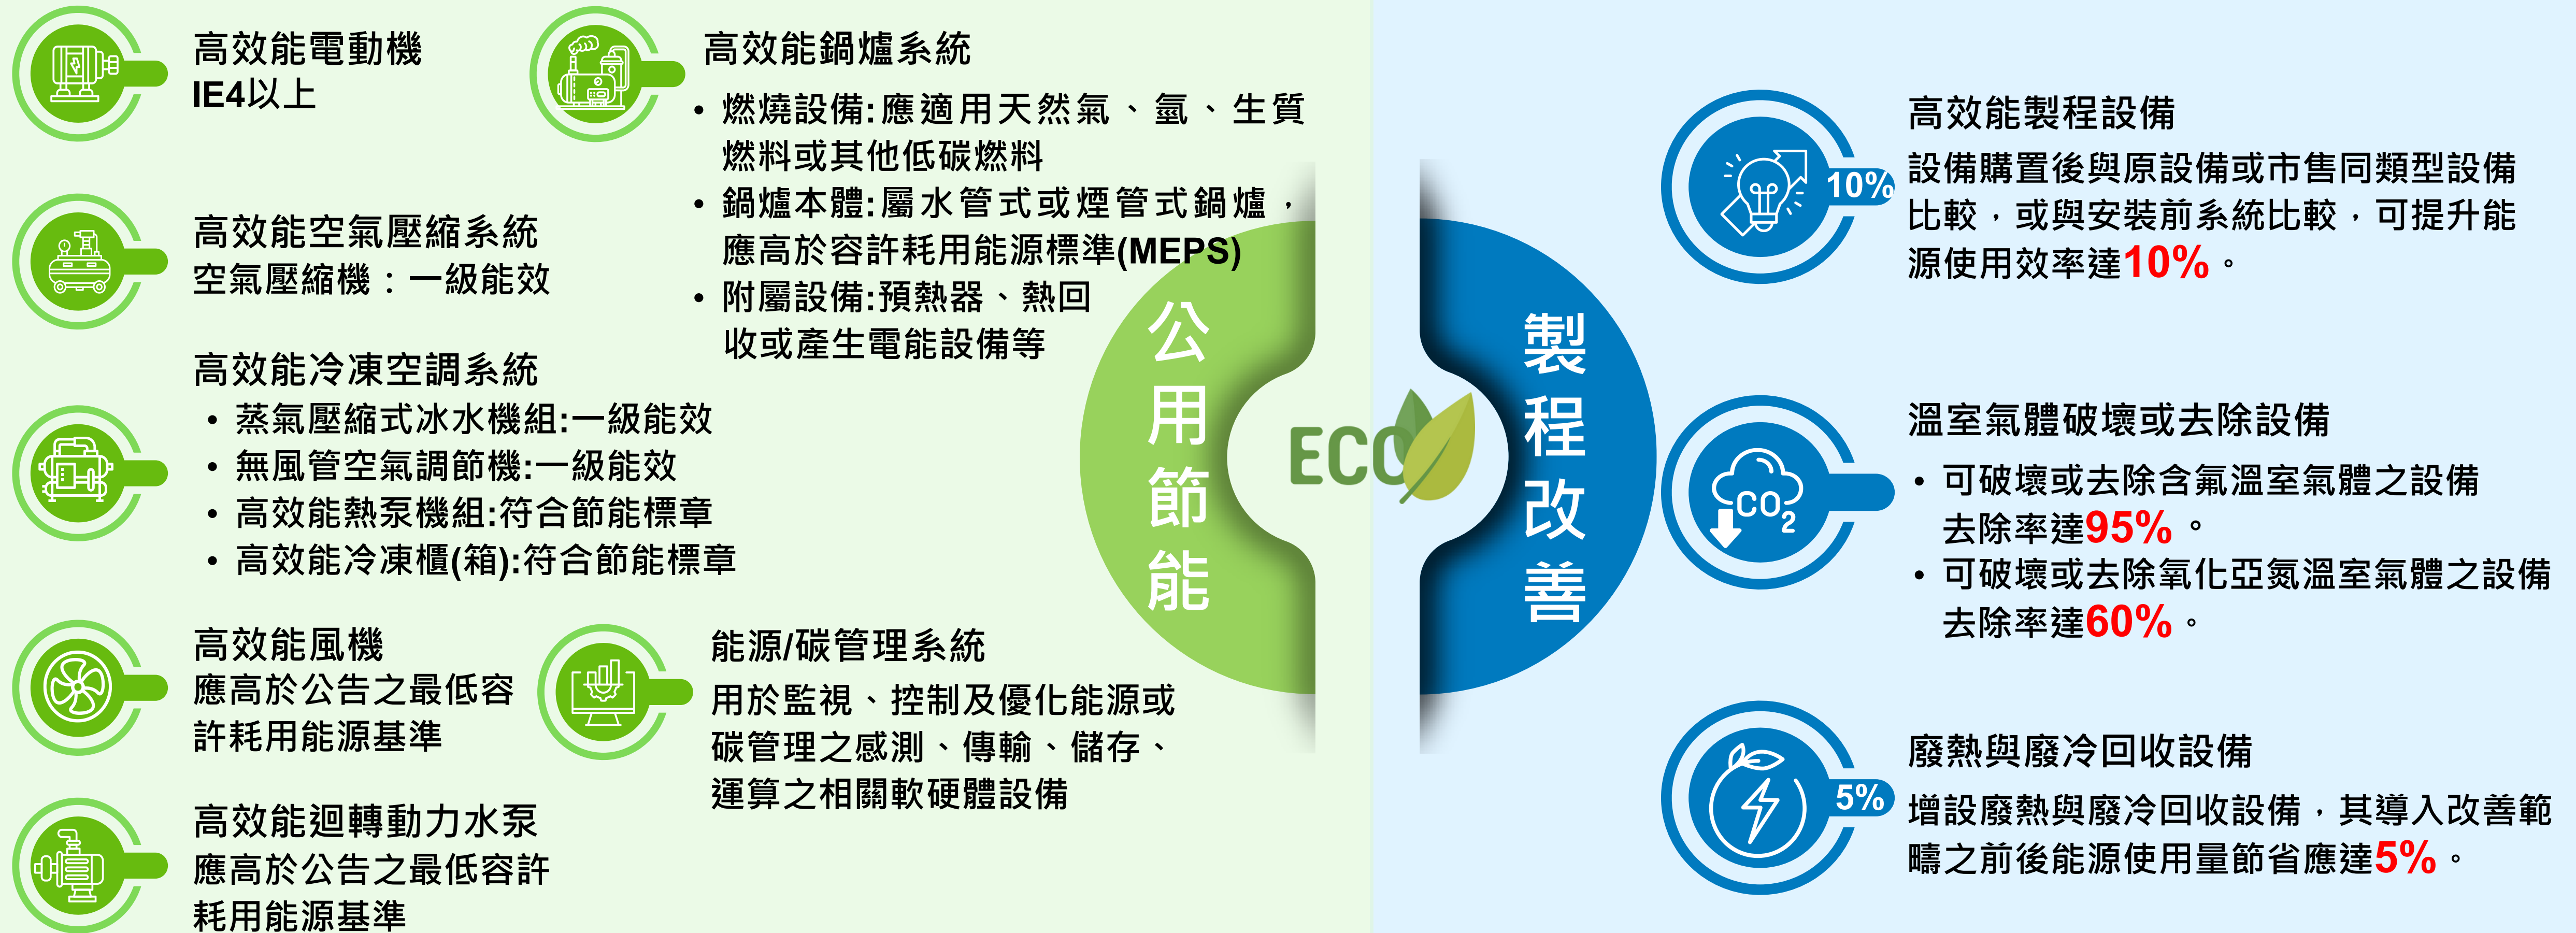 高效能電動機
IE4以上
高效能空氣壓縮系統
空氣壓縮機：一級能效
高效能冷凍空調系統
• 蒸氣壓縮式冰水機組:一級能效
• 無風管空氣調節機:一級能效
• 高效能熱泵機組:符合節能標章
• 高效能冷凍櫃(箱):符合節能標章
高效能風機
應高於公告之最低容
許耗用能源基準
高效能迴轉動力水泵
應高於公告之最低容許
耗用能源基準
高效能鍋爐系統
• 燃燒設備:應適用天然氣、氫、生質
燃料或其他低碳燃料
• 鍋爐本體:屬水管式或煙管式鍋爐，
應高於容許耗用能源標準(MEPS)
• 附屬設備:預熱器、熱回
收或產生電能設備等
能源/碳管理系統
用於監視、控制及優化能源或
碳管理之感測、傳輸、儲存、
運算之相關軟硬體設備
公用節能
ECO
製程改善
10%
高效能製程設備
設備購置後與原設備或市售同類型設備
比較，或與安裝前系統比較，可提升能
源使用效率達10%。
CO2
溫室氣體破壞或去除設備
• 可破壞或去除含氟溫室氣體之設備
去除率達95%。
• 可破壞或去除氧化亞氮溫室氣體之設備
去除率達60%。
5%
廢熱與廢冷回收設備
增設廢熱與廢冷回收設備，其導入改善範
疇之前後能源使用量節省應達5%。